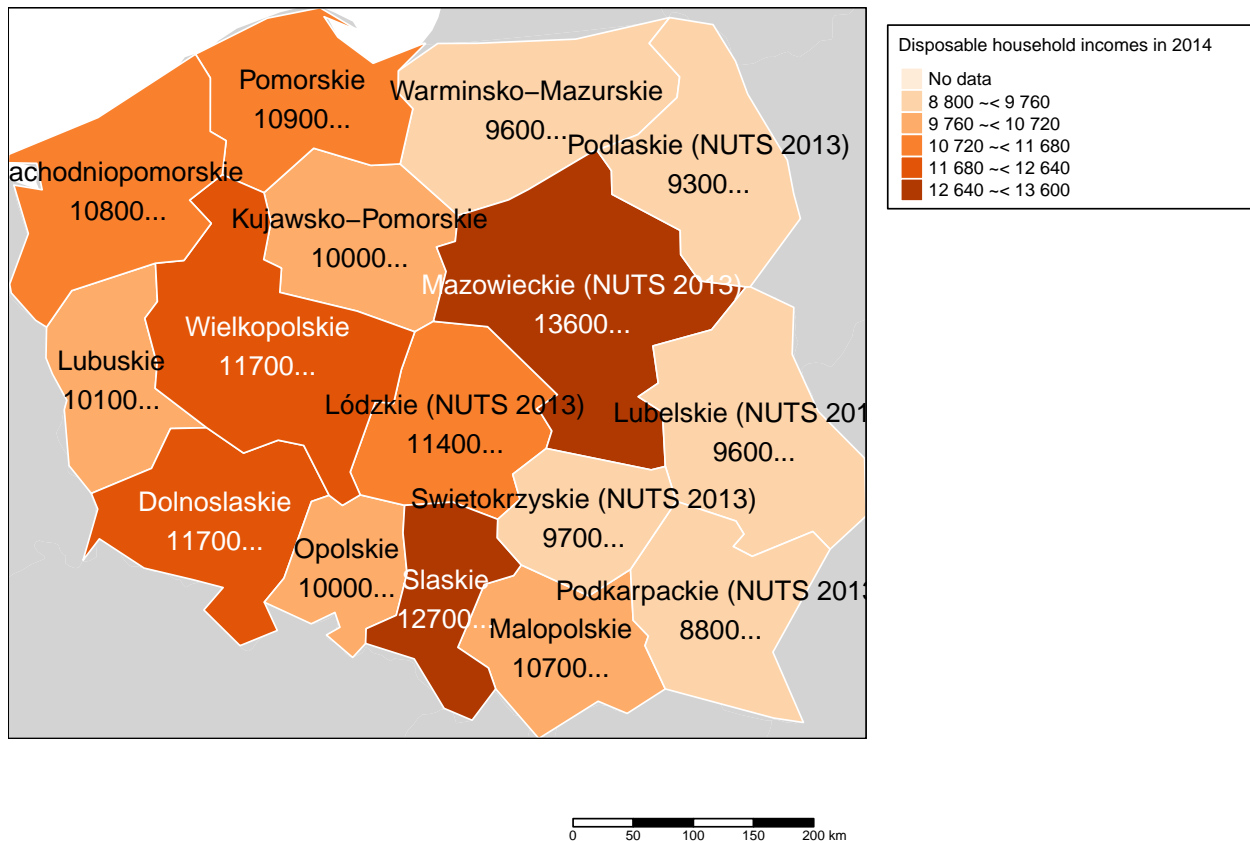 Disposable household incomes in 2014
No data
8 800 ~< 9 760
9 760 ~< 10 720
10 720 ~< 11 680
11 680 ~< 12 640
12 640 ~< 13 600
Pomorskie
10900...
Warminsko−Mazurskie
9600...
Podlaskie (NUTS 2013)
9300...
achodniopomorskie
10800...
Kujawsko−Pomorskie
10000...
Mazowieckie (NUTS 2013)
13600...
Wielkopolskie
11700...
Lubuskie
10100...
Lódzkie (NUTS 2013)
11400...
Lubelskie (NUTS 201
9600...
Dolnoslaskie
11700...
Swietokrzyskie (NUTS 2013)
9700...
Opolskie
10000...
Slaskie
12700...
Podkarpackie (NUTS 2013
8800...
Malopolskie
10700...
0 50 100 150 200 km